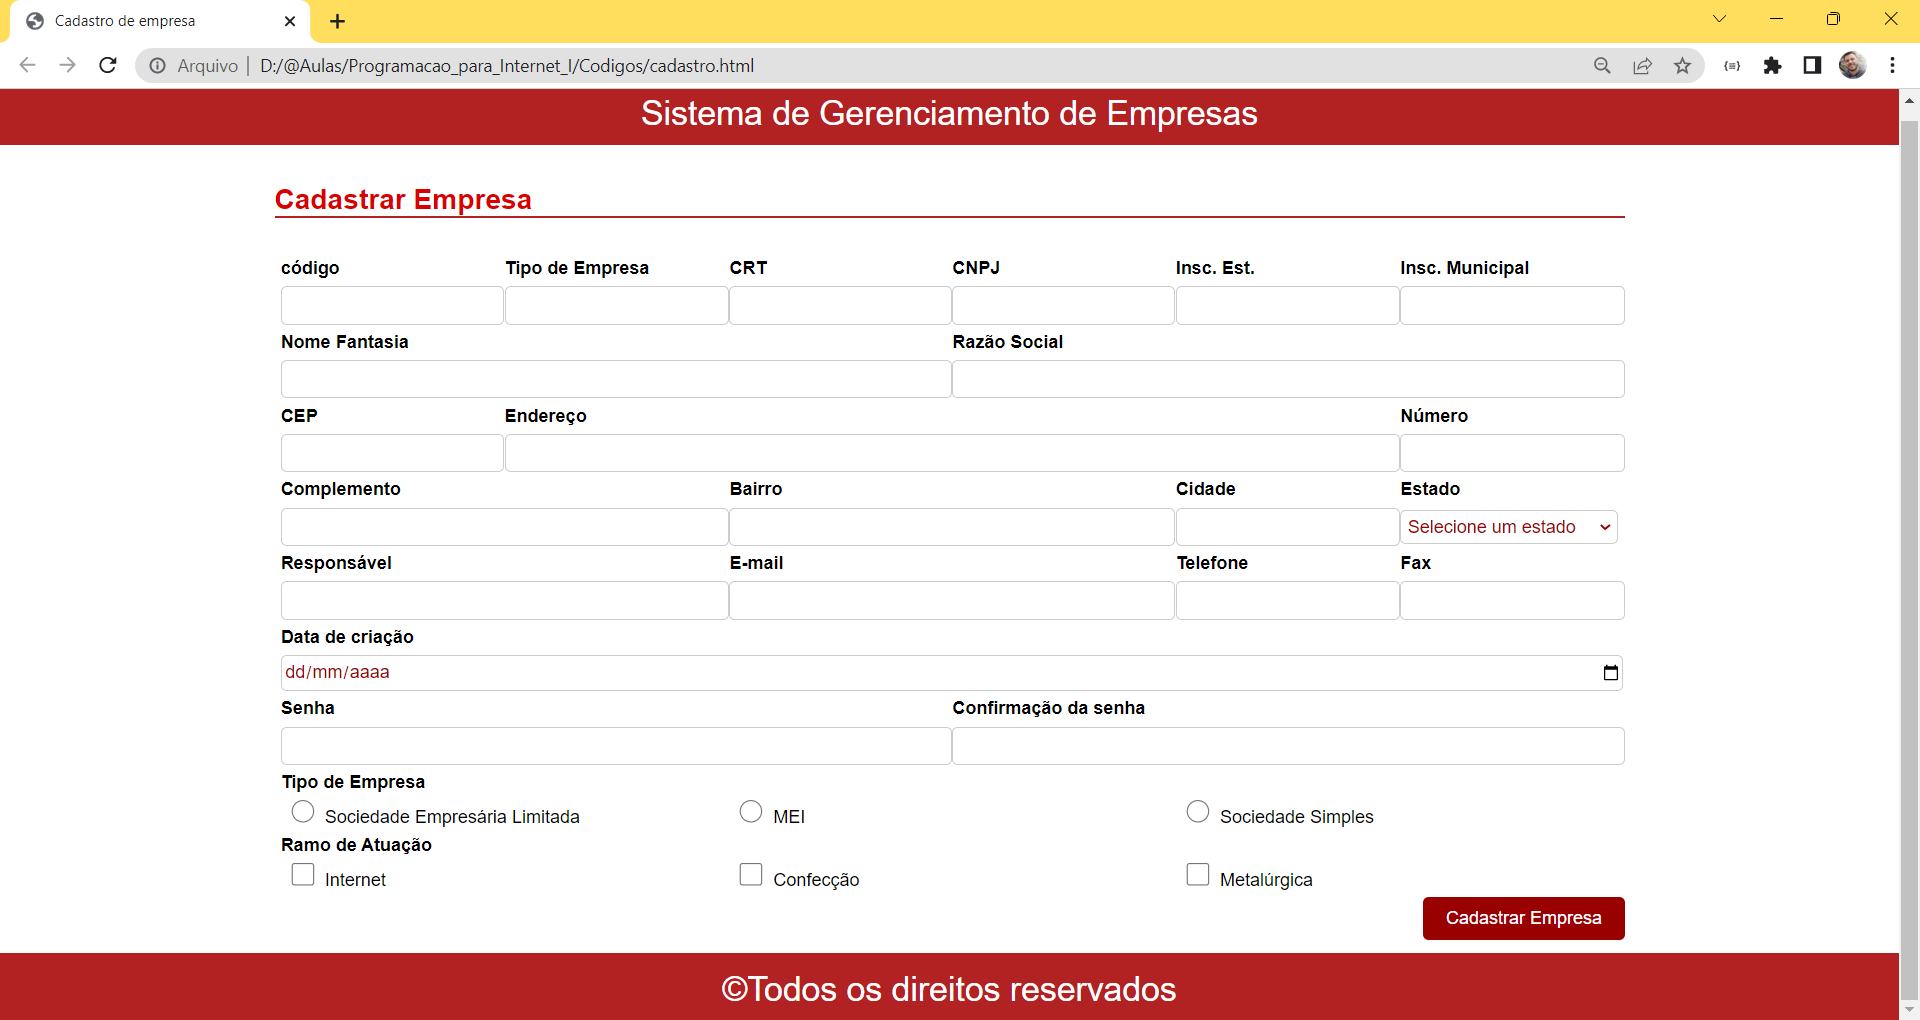 Cadastro de empresa
Arquivo | D:/@Aulas/Programacao_para_Internet_I/Codigos/cadastro.html
Sistema de Gerenciamento de Empresas
Cadastrar Empresa
código Tipo de Empresa CRT CNPJ Insc. Est. Insc. Municipal
Nome Fantasia Razão Social
CEP Endereço Número
Complemento Bairro Cidade Estado
Selecione um estado
Responsável E-mail Telefone Fax
Data de criação
dd/mm/aaaa
Senha Confirmação da senha
Tipo de Empresa
Sociedade Empresária Limitada MEI Sociedade Simples
Ramo de Atuação
Internet Confecção Metalúrgica
Cadastrar Empresa
©Todos os direitos reservados